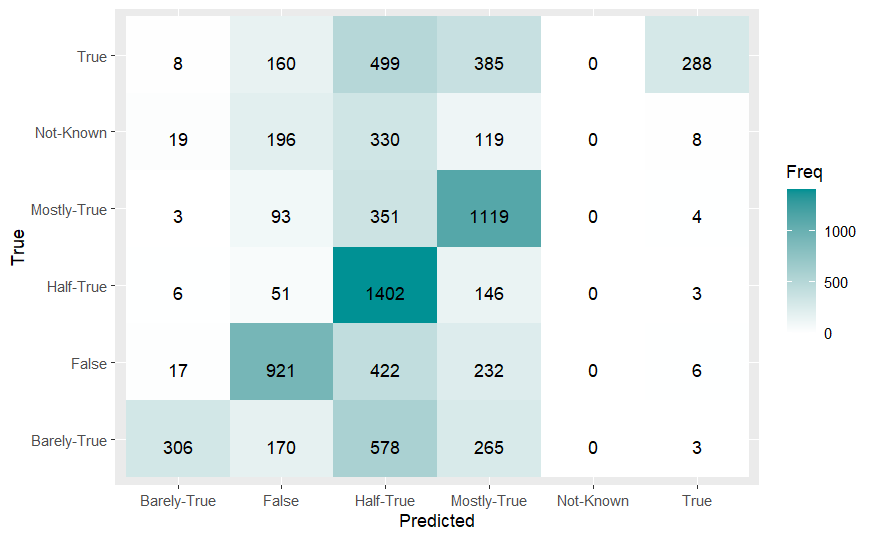 True 8 160 499 385 0 288
Not-Known 19 196 330 119 0 8
Mostly-True 3 93 351 1119 0 4
Half-True 6 51 1402 146 0 3
False 17 921 422 232 0 6
Barely-True 306 170 578 265 0 3
Barely-True False Half-True Mostly-True Not-Known True
Predicted
True
Freq
1000
500
0